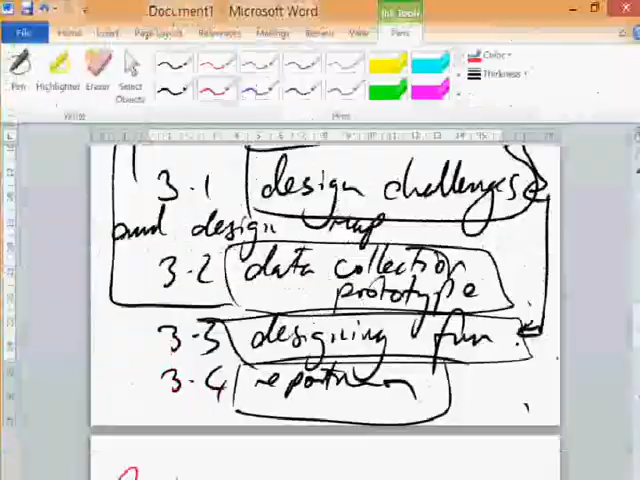 Document1 - Microsoft Word
Ink Tools
File
Home
Insert
Page Layout
References
Mailings
Review
View
Pens
Pen
Highlighter
Eraser
Select Objects
Write
Pens
Color
Thickness
3.1 design challenges
and design map
3.2 data collection
prototype
3.3 designing fun
3.4